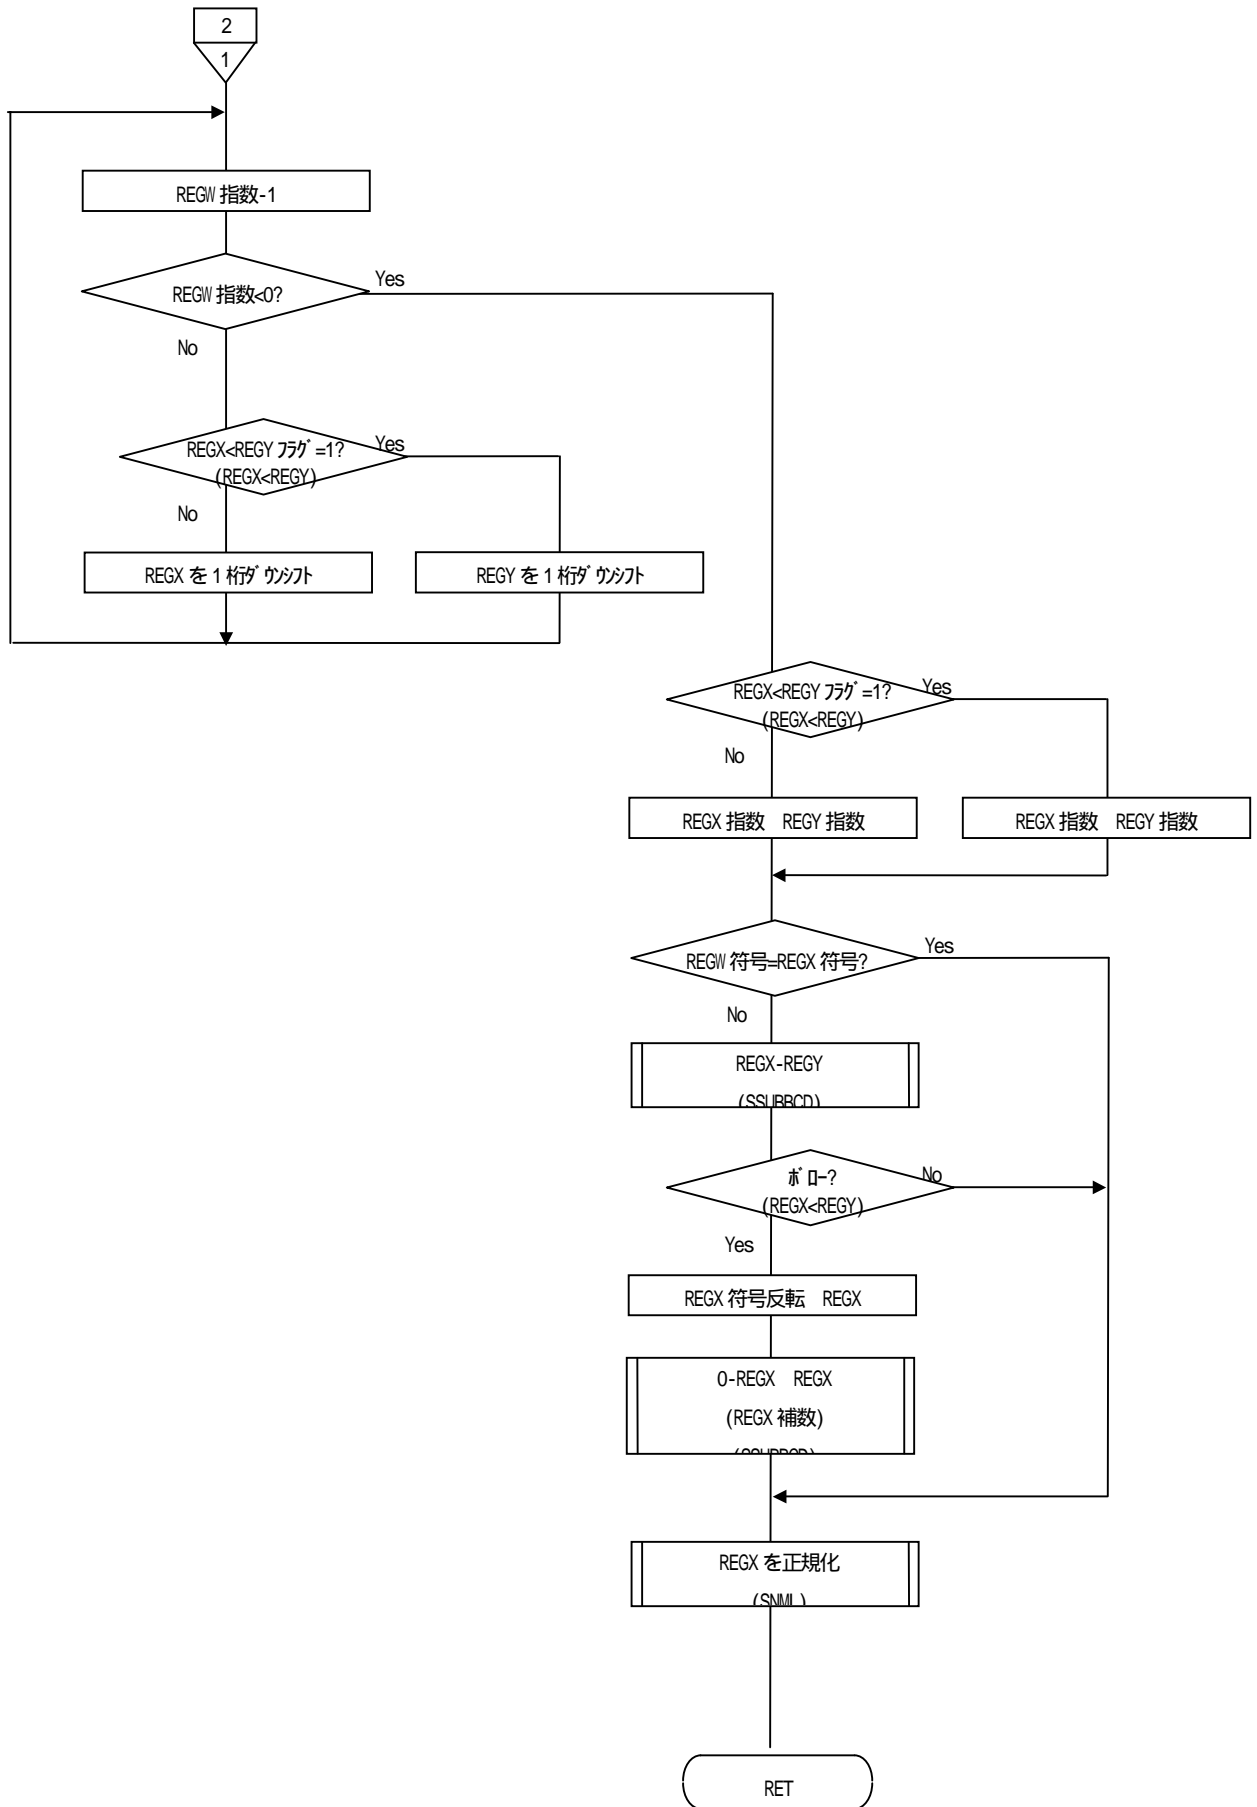 2
1
REGW 指数-1
REGW 指数<0?
Yes
No
REGX<REGY フラグ=1?
(REGX<REGY)
Yes
No
REGX を 1 桁ダウンシフト
REGY を 1 桁ダウンシフト
REGX<REGY フラグ=1?
(REGX<REGY)
Yes
No
REGX 指数　REGY 指数
REGX 指数　REGY 指数
REGW 符号=REGX 符号?
Yes
No
REGX-REGY
(SSUBBCD)
ボロー?
(REGX<REGY)
No
Yes
REGX 符号反転　REGX
0-REGX　REGX
(REGX 補数)
(SSUBBCD)
REGX を正規化
(SNML)
RET